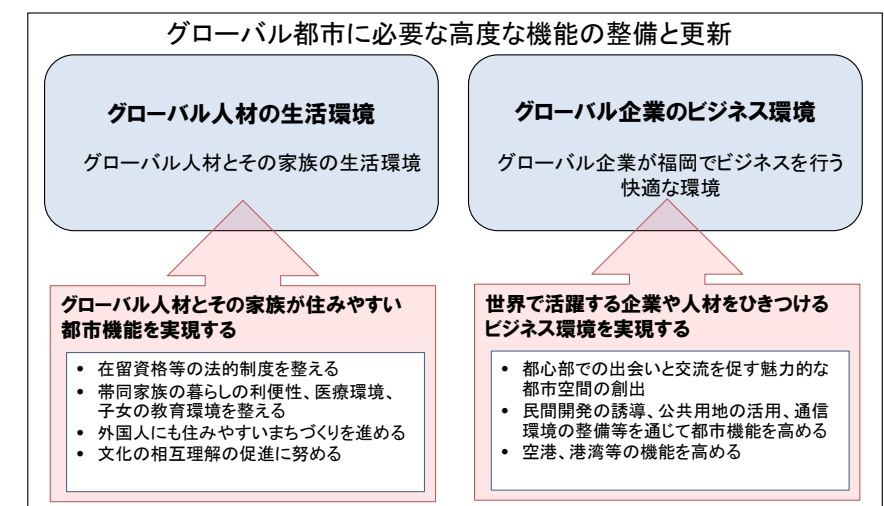 グローバル都市に必要な高度な機能の整備と更新
グローバル人材の生活環境
グローバル人材とその家族の生活環境
グローバル人材とその家族が住みやすい
都市機能を実現する
• 在留資格等の法的制度を整える
• 帯同家族の暮らしの利便性、医療環境、
子女の教育環境を整える
• 外国人にも住みやすいまちづくりを進める
• 文化の相互理解の促進に努める
グローバル企業のビジネス環境
グローバル企業が福岡でビジネスを行う
快適な環境
世界で活躍する企業や人材をひきつける
ビジネス環境を実現する
• 都心部での出会いと交流を促す魅力的な
都市空間の創出
• 民間開発の誘導、公共用地の活用、通信
環境の整備等を通じて都市機能を高める
• 空港、港湾等の機能を高める